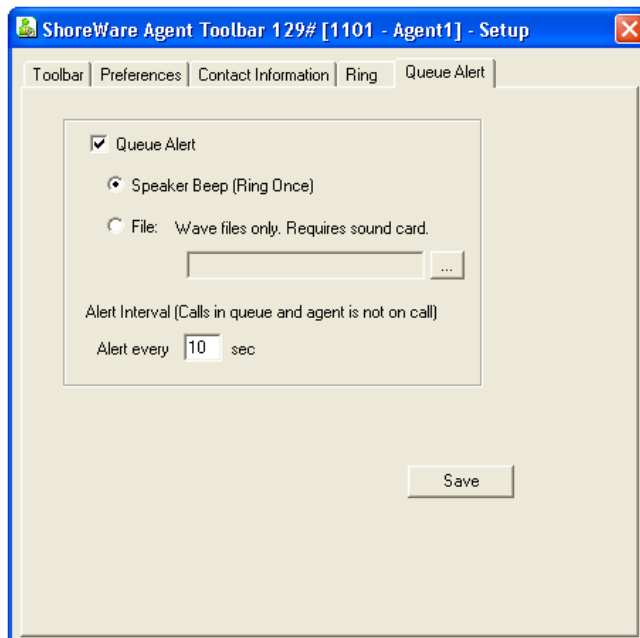 ShoreWare Agent Toolbar 129# [1101 - Agent1] - Setup
Toolbar Preferences Contact Information Ring Queue Alert
Queue Alert
Speaker Beep (Ring Once)
File: Wave files only. Requires sound card.
...
Alert Interval (Calls in queue and agent is not on call)
Alert every 10 sec
Save